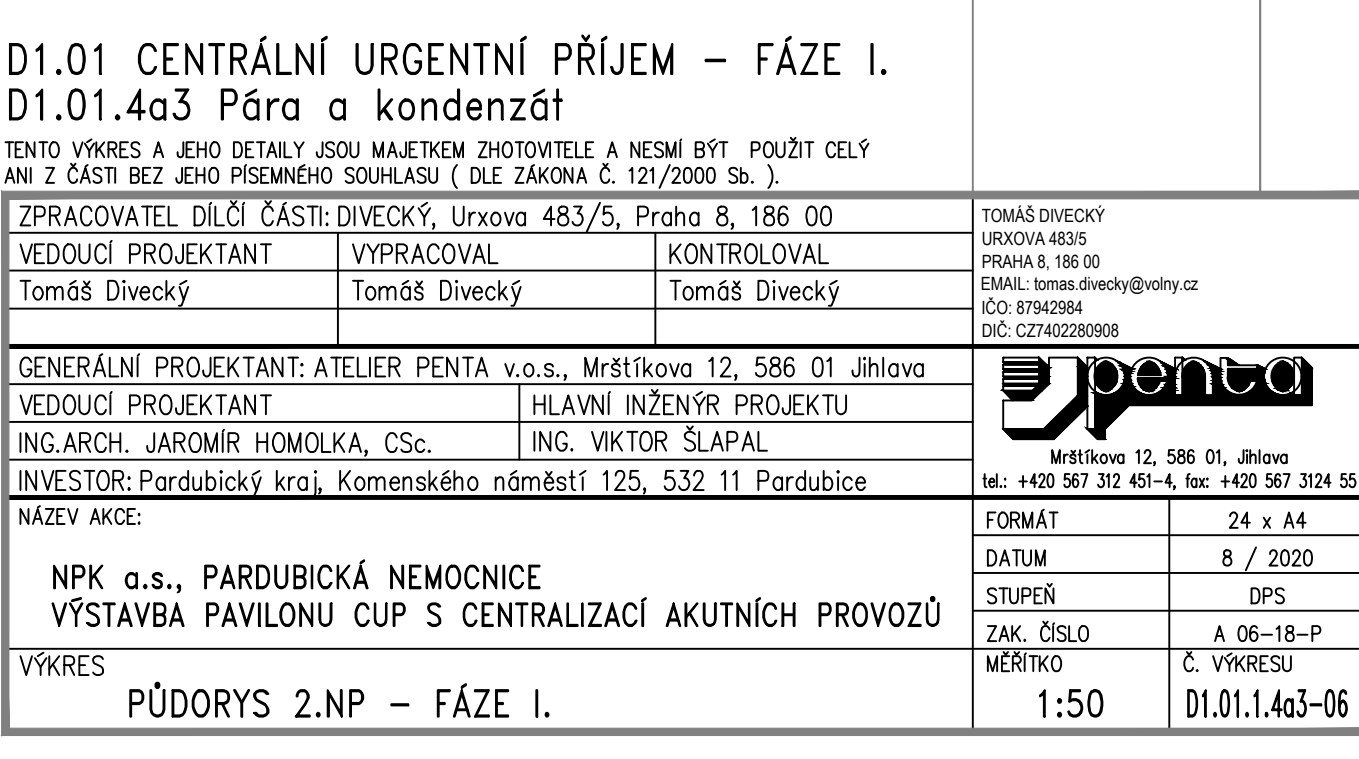 D1.01 CENTRÁLNÍ URGENTNÍ PŘÍJEM – FÁZE I.
D1.01.4a3 Pára a kondenzát
TENTO VÝKRES A JEHO DETAILY JSOU MAJETKEM ZHOTOVITELE A NESMÍ BÝT POUŽIT CELÝ
ANI Z ČÁSTI BEZ JEHO PÍSEMNÉHO SOUHLASU ( DLE ZÁKONA Č. 121/2000 Sb. ).
ZPRACOVATEL DÍLČÍ ČÁSTI: DIVECKÝ, Urxova 483/5, Praha 8, 186 00
VEDOUCÍ PROJEKTANT VYPRACOVAL KONTROLOVAL
Tomáš Divecký Tomáš Divecký Tomáš Divecký
TOMÁŠ DIVECKÝ
URXOVA 483/5
PRAHA 8, 186 00
EMAIL: tomas.divecky@volny.cz
IČO: 87942984
DIČ: CZ7402280908
GENERÁLNÍ PROJEKTANT: ATELIER PENTA v.o.s., Mrštíkova 12, 586 01 Jihlava
VEDOUCÍ PROJEKTANT HLAVNÍ INŽENÝR PROJEKTU
ING.ARCH. JAROMÍR HOMOLKA, CSc. ING. VIKTOR ŠLAPAL
INVESTOR: Pardubický kraj, Komenského náměstí 125, 532 11 Pardubice
penta
Mrštíkova 12, 586 01, Jihlava
tel.: +420 567 312 451–4, fax: +420 567 3124 55
NÁZEV AKCE:
NPK a.s., PARDUBICKÁ NEMOCNICE
VÝSTAVBA PAVILONU CUP S CENTRALIZACÍ AKUTNÍCH PROVOZŮ
FORMÁT 24 x A4
DATUM 8 / 2020
STUPEŇ DPS
ZAK. ČÍSLO A 06–18–P
VÝKRES
PŮDORYS 2.NP – FÁZE I.
MĚŘÍTKO Č. VÝKRESU
1:50 D1.01.1.4a3–06